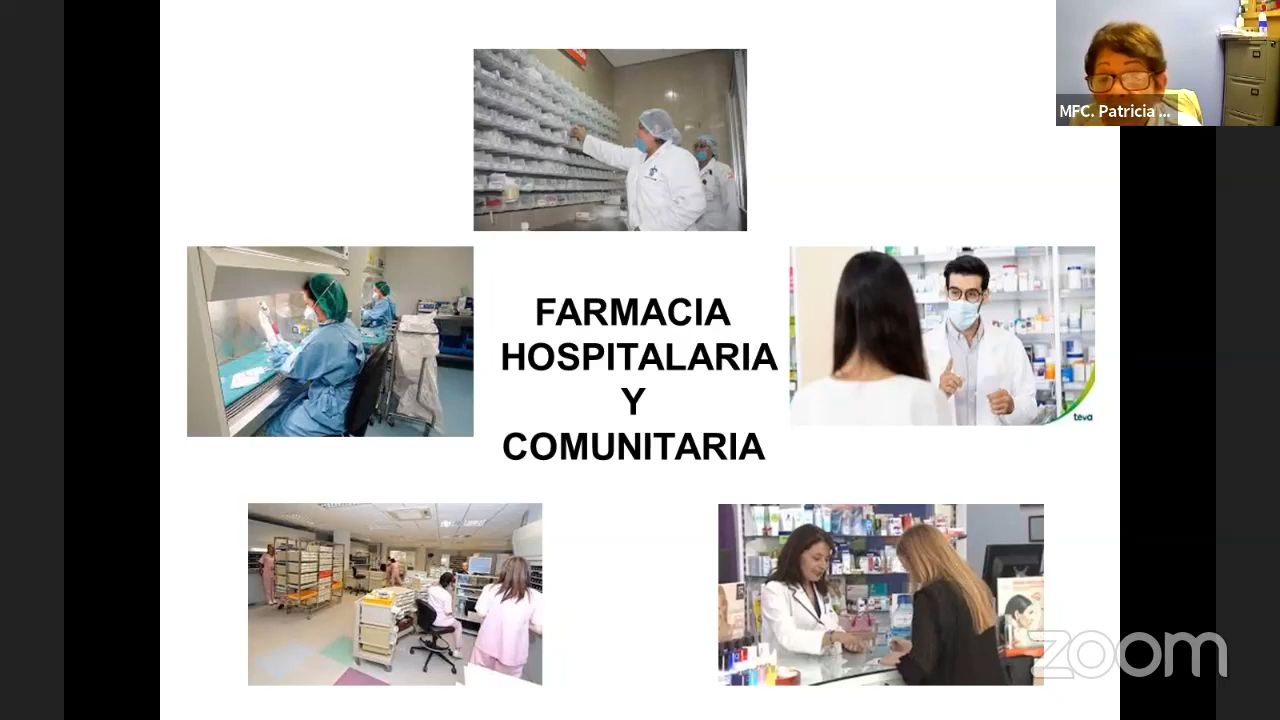 MFC. Patricia ...
FARMACIA
HOSPITALARIA
Y
COMUNITARIA
teva
zoom